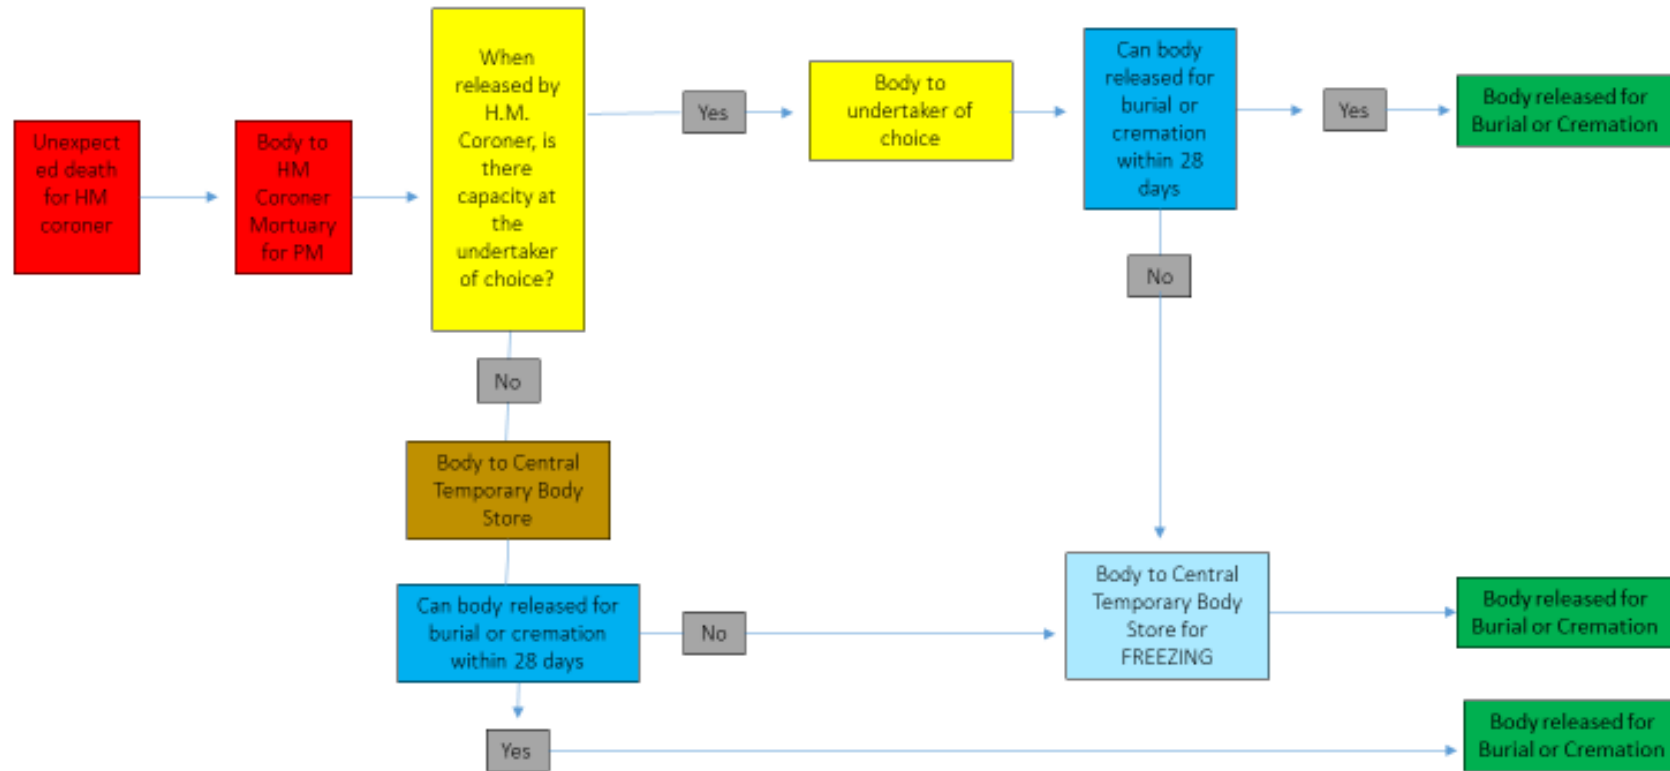 Unexpect
ed death
for HM
coroner
Body to
HM
Coroner
Mortuary
for PM
When
released by
H.M.
Coroner, is
there
capacity at
the
undertaker
of choice?
Yes
Body to
undertaker of
choice
Can body
released for
burial or
cremation
within 28
days
Yes
Body released for
Burial or Cremation
No
No
Body to Central
Temporary Body
Store
Can body released for
burial or cremation
within 28 days
No
Body to Central
Temporary Body
Store for
FREEZING
Body released for
Burial or Cremation
Yes
Body released for
Burial or Cremation